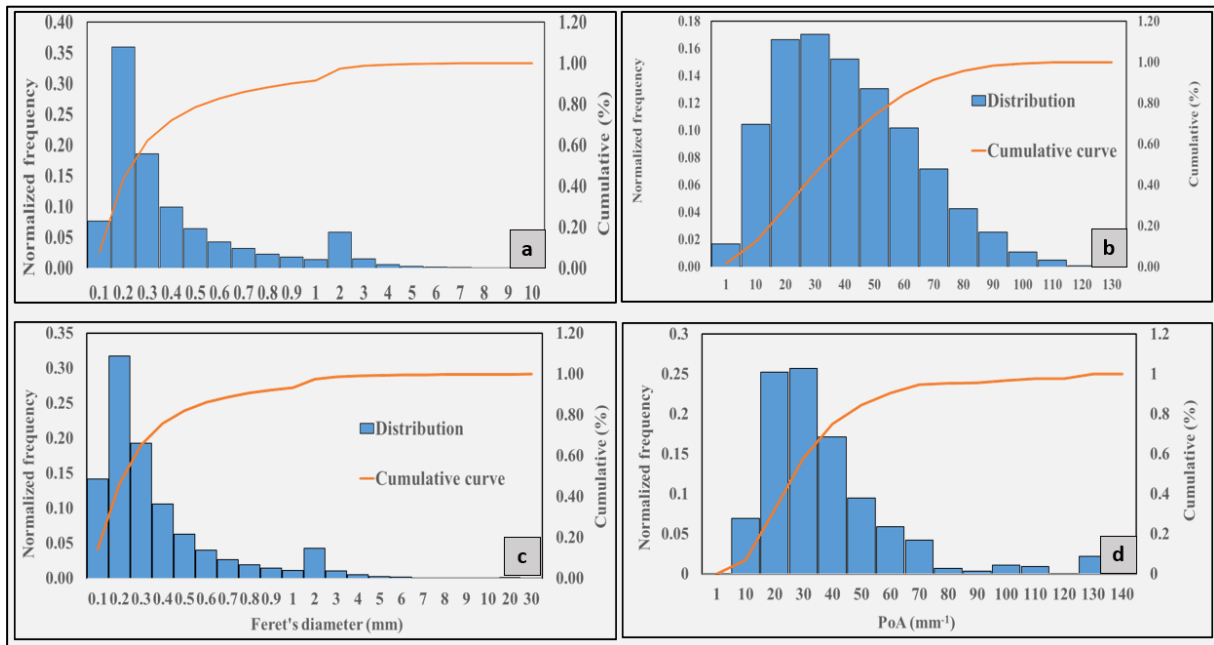 0.40 1.20
0.35
0.30 1.00
0.25 0.80
0.20 0.60
0.15
0.10 0.40
0.05 0.20
0.00 0.00
Normalized frequency
Cumulative (%)
0.1 0.2 0.3 0.4 0.5 0.6 0.7 0.8 0.9 1 2 3 4 5 6 7 8 9 10
a
0.18 1.20
0.16
0.14 1.00
0.12 0.80
0.10
0.08 0.60
0.06 0.40
0.04
0.02 0.20
0.00 0.00
Normalized frequency
Cumulative (%)
Distribution
Cumulative curve
1 10 20 30 40 50 60 70 80 90 100 110 120 130
b
0.35 1.20
0.30 1.00
0.25
0.20 0.80
0.15 0.60
0.10 0.40
0.05 0.20
0.00 0.00
Normalized frequency
Cumulative (%)
Distribution
Cumulative curve
0.1 0.2 0.3 0.4 0.5 0.6 0.7 0.8 0.9 1 2 3 4 5 6 7 8 9 10 20 30
Feret's diameter (mm)
c
0.3 1.2
0.25 1
0.2 0.8
0.15 0.6
0.1 0.4
0.05 0.2
0 0
Normalized frequency
Cumulative (%)
1 10 20 30 40 50 60 70 80 90 100 110 120 130 140
PoA (mm⁻¹)
d